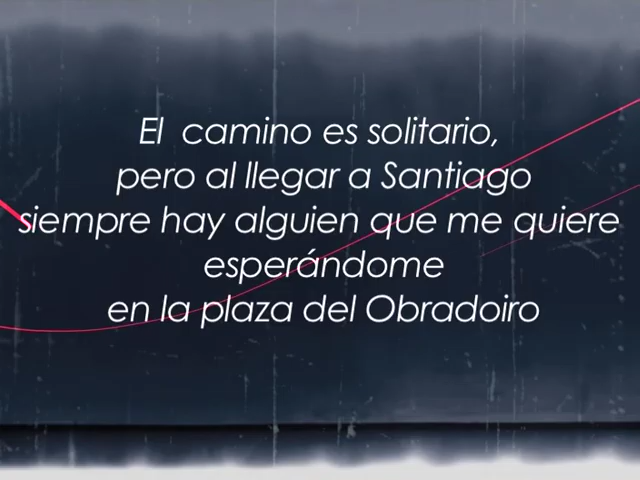 El camino es solitario,
pero al llegar a Santiago
siempre hay alguien que me quiere
esperándome
en la plaza del Obradoiro